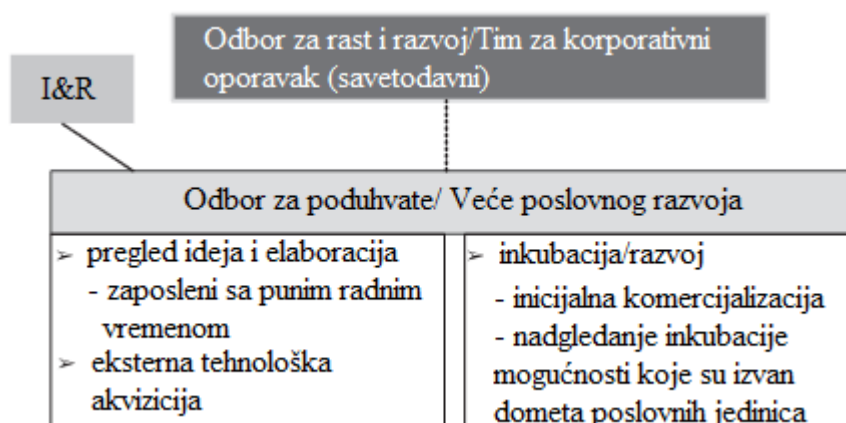 Odbor za rast i razvoj/Tim za korporativni
oporavak (savetodavni)
I&R
Odbor za poduhvate/ Veće poslovnog razvoja
➢ pregled ideja i elaboracija
- zaposleni sa punim radnim
vremenom
➢ eksterna tehnološka
akvizicija
➢ inkubacija/razvoj
- inicijalna komercijalizacija
- nadgledanje inkubacije
mogućnosti koje su izvan
dometa poslovnih jedinica